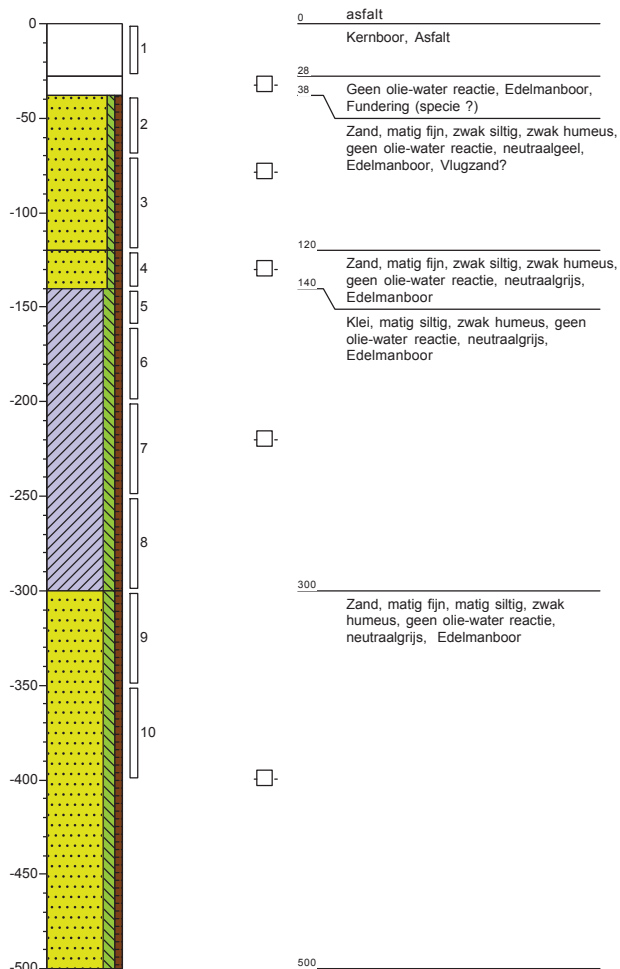 0 asfalt
0
Kernboor, Asfalt
1
28
38
Geen olie-water reactie, Edelmanboor,
Fundering (specie ?)
-50
2
Zand, matig fijn, zwak siltig, zwak humeus,
geen olie-water reactie, neutraalgeel,
Edelmanboor, Vlugzand?
3
-100
120
4
Zand, matig fijn, zwak siltig, zwak humeus,
geen olie-water reactie, neutraalgrijs,
Edelmanboor
140
-150
5
Klei, matig siltig, zwak humeus, geen
olie-water reactie, neutraalgrijs,
Edelmanboor
6
-200
7
-250
8
-300
300
Zand, matig fijn, matig siltig, zwak
humeus, geen olie-water reactie,
neutraalgrijs, Edelmanboor
9
-350
10
-400
-450
-500
500